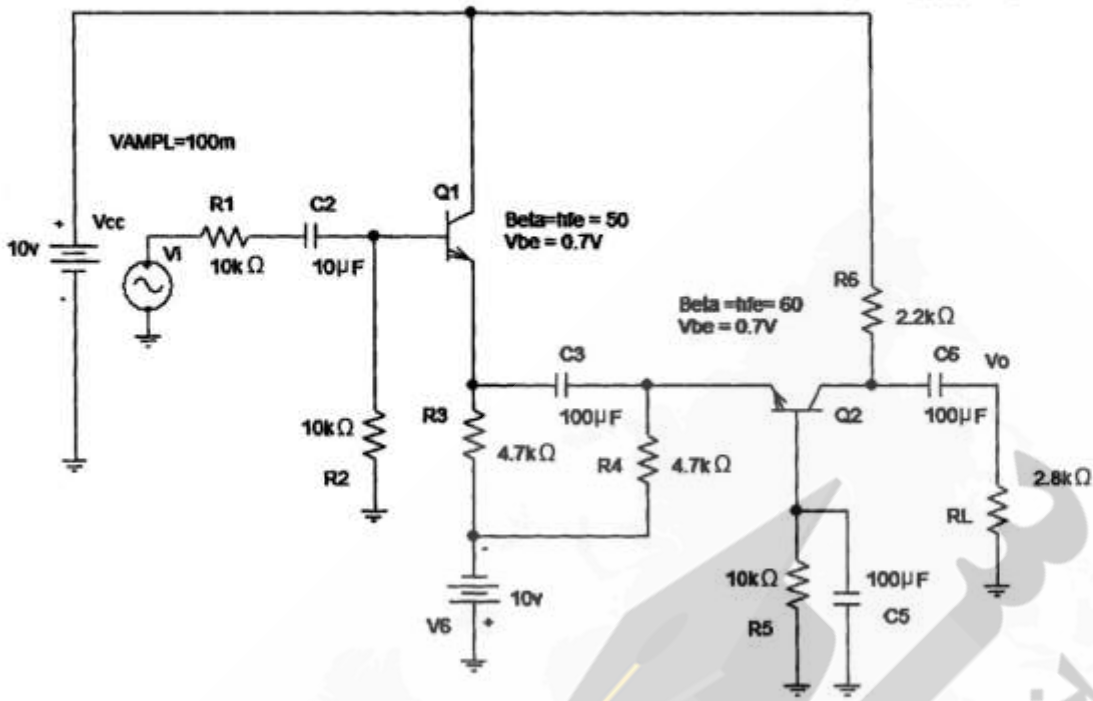 VAMPL=100m
Q1
R1
C2
Vcc
+
10v
-
Vi
10kΩ
10µF
Beta=hfe = 50
Vbe = 0.7V
Beta =hfe= 60
Vbe = 0.7V
R6
2.2kΩ
C3
C6
Vo
100µF
100µF
Q2
10kΩ
R2
R3
4.7kΩ
R4
4.7kΩ
2.8kΩ
RL
-
10v
V6
+
10kΩ
R5
100µF
C5